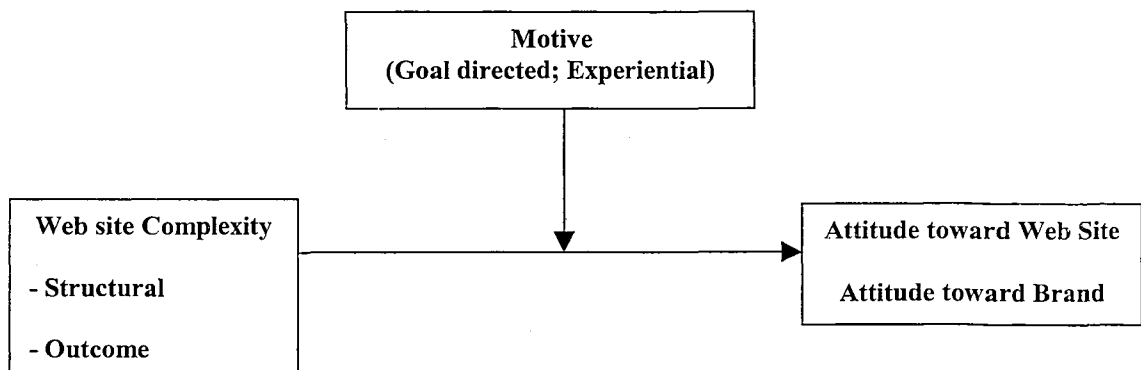 Motive
(Goal directed; Experiential)
Web site Complexity
- Structural
- Outcome
Attitude toward Web Site
Attitude toward Brand